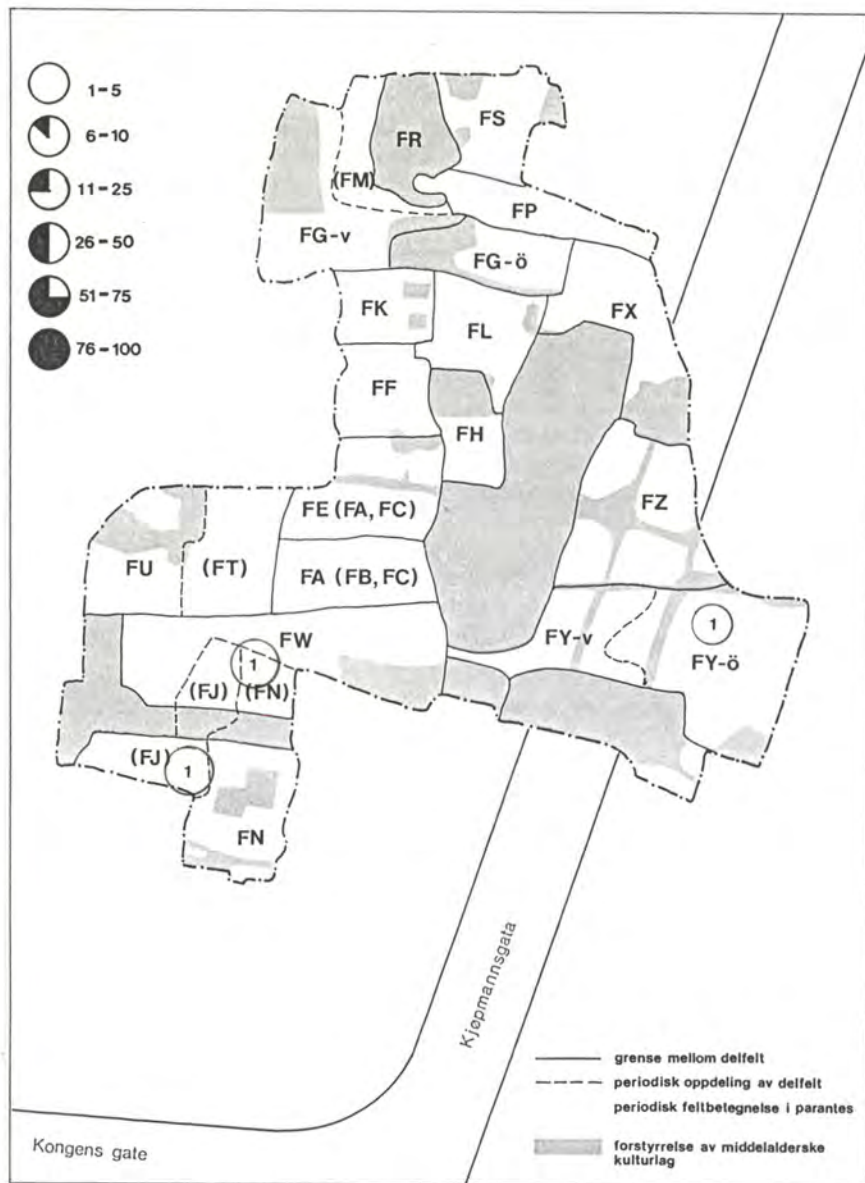 1-5
6-10
11-25
26-50
51-75
76-100
FR
FS
(FM)
FP
FG-v
FG-ö
FK
FL
FX
FF
FH
FE (FA, FC)
FZ
FU
(FT)
FA (FB, FC)
FW
FY-v
1
FY-ö
1
(FJ)
(FN)
(FJ)
1
FN
Kjøpmannsgata
Kongens gate
grense mellom delfelt
periodisk oppdeling av delfelt
periodisk feltbetegnelse i parantes
forstyrrelse av middelalderske
kulturlag